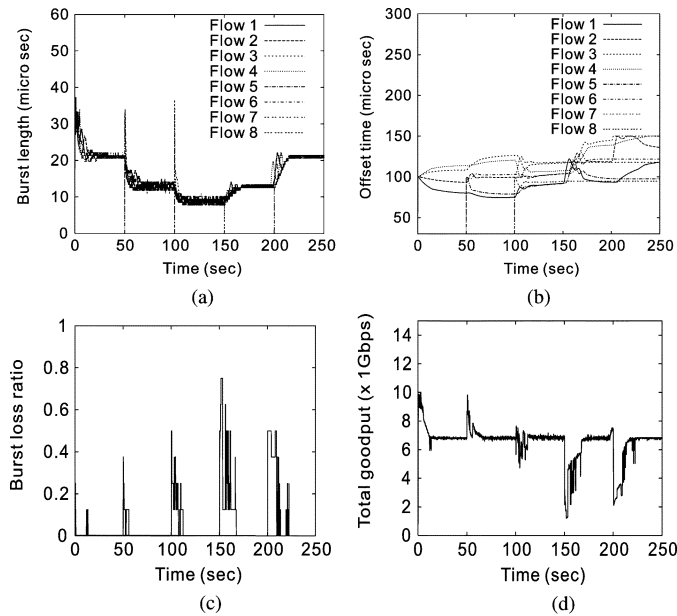 60
50
40
30
20
10
0
Burst length (micro sec)
Flow 1
Flow 2
Flow 3
Flow 4
Flow 5
Flow 6
Flow 7
Flow 8
0 50 100 150 200 250
Time (sec)
(a)
300
250
200
150
100
50
Offset time (micro sec)
Flow 1
Flow 2
Flow 3
Flow 4
Flow 5
Flow 6
Flow 7
Flow 8
0 50 100 150 200 250
Time (sec)
(b)
1
0.8
0.6
0.4
0.2
0
Burst loss ratio
0 50 100 150 200 250
Time (sec)
(c)
14
12
10
8
6
4
2
0
Total goodput (x 1Gbps)
0 50 100 150 200 250
Time (sec)
(d)